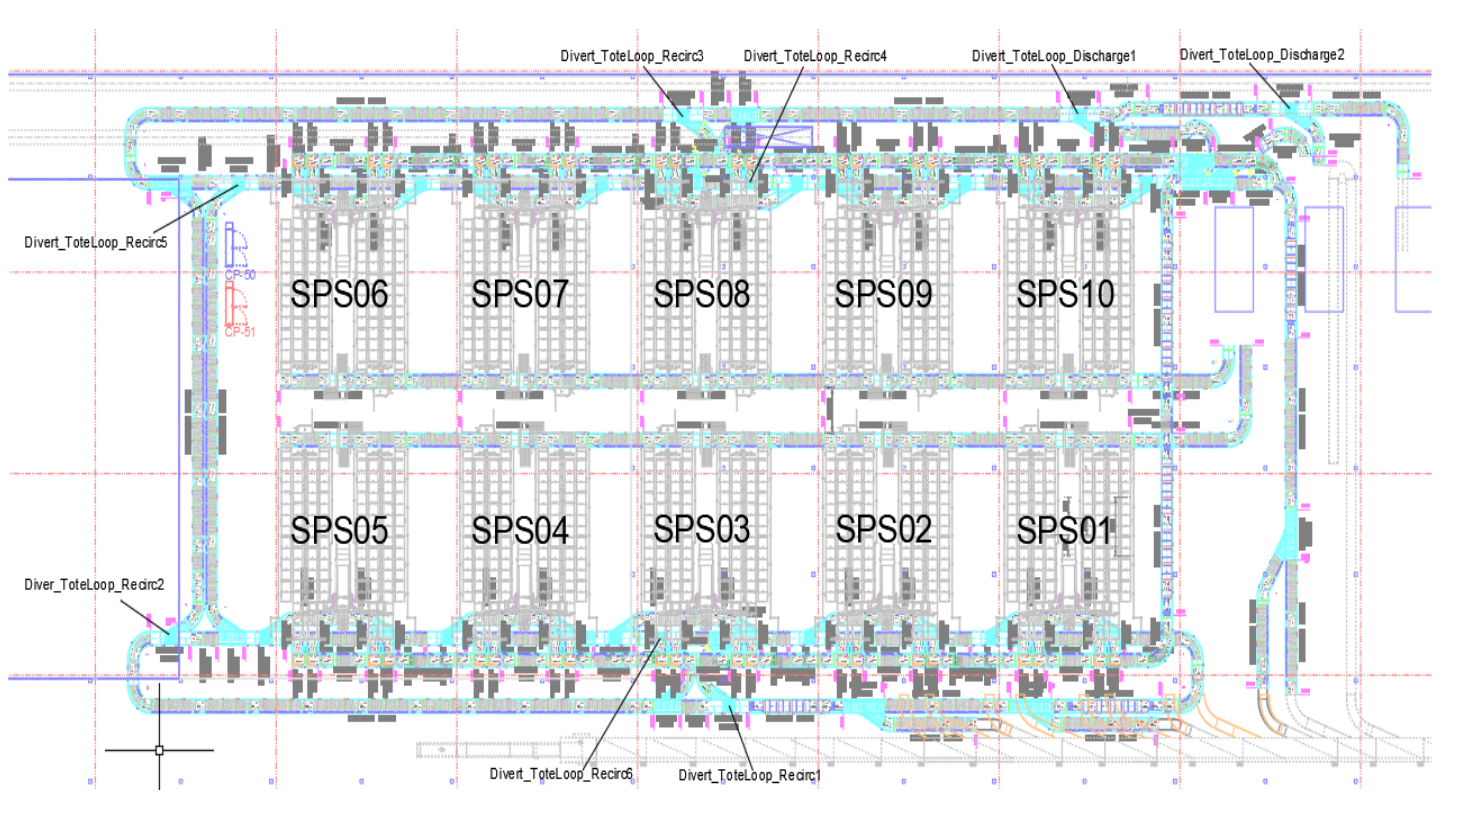 Divert_ToteLoop_Recirc3
Divert_ToteLoop_Recirc4
Divert_ToteLoop_Discharge1
Divert_ToteLoop_Discharge2
Divert_ToteLoop_Recirc5
CP-50
CP-51
SPS06
SPS07
SPS08
SPS09
SPS10
SPS05
SPS04
SPS03
SPS02
SPS01
Diver_ToteLoop_Recirc2
Divert_ToteLoop_Recirc6
Divert_ToteLoop_Recirc1